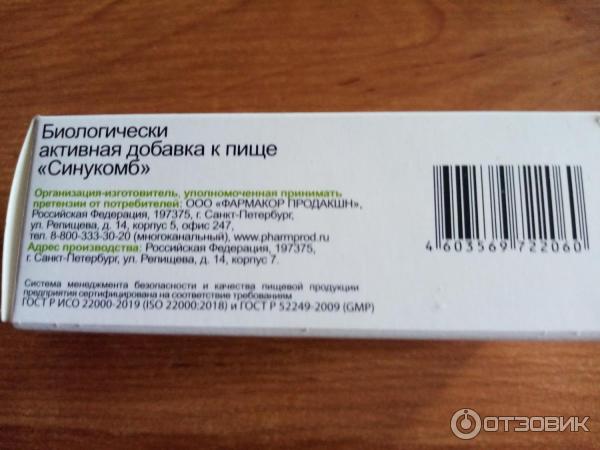 Биологически
активная добавка к пище
«Синукомб»
Организация-изготовитель, уполномоченная принимать
претензии от потребителей: ООО «ФАРМАКОР ПРОДАКШН»,
Российская Федерация, 197375, г. Санкт-Петербург,
ул. Репищева, д. 14, корпус 5, офис 247,
тел. 8-800-333-30-20 (многоканальный), www.pharmprod.ru
Адрес производства: Российская Федерация, 197375,
г. Санкт-Петербург, ул. Репищева, д. 14, корпус 7.
Система менеджмента безопасности и качества пищевой продукции
предприятия сертифицирована на соответствие требованиям
ГОСТ Р ИСО 22000-2019 (ISO 22000:2018) и ГОСТ Р 52249-2009 (GMP)
4 603569 722060
ОТЗОВИК